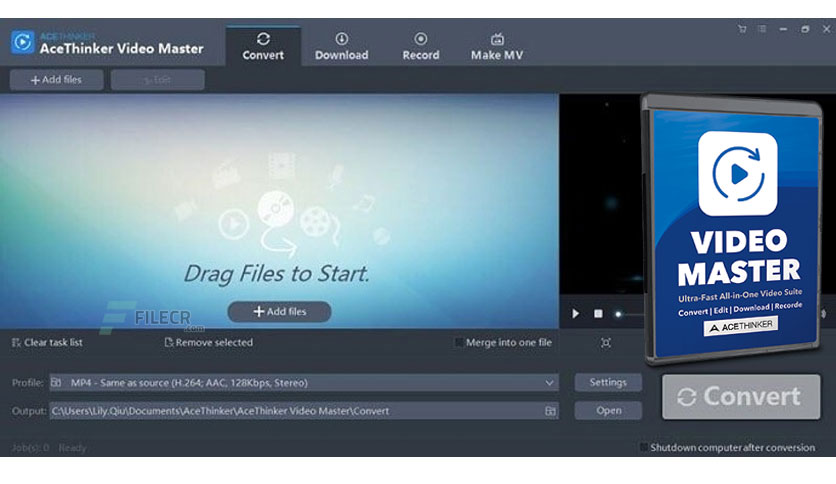 ACETHINKER
AceThinker Video Master
Convert
Download
Record
Make MV
+ Add files
Edit
Drag Files to Start.
+ Add files
FILECR
.com
VIDEO
MASTER
Ultra-Fast All-in-One Video Suite
Convert | Edit | Download | Recorde
ACETHINKER
Clear task list
Remove selected
Merge into one file
Profile:
MP4 - Same as source (H.264; AAC, 128Kbps, Stereo)
Settings
Output:
C:\Users\Lily.Qiu\Documents\AceThinker\AceThinker Video Master\Convert
Open
Convert
Job(s): 0 Ready
Shutdown computer after conversion